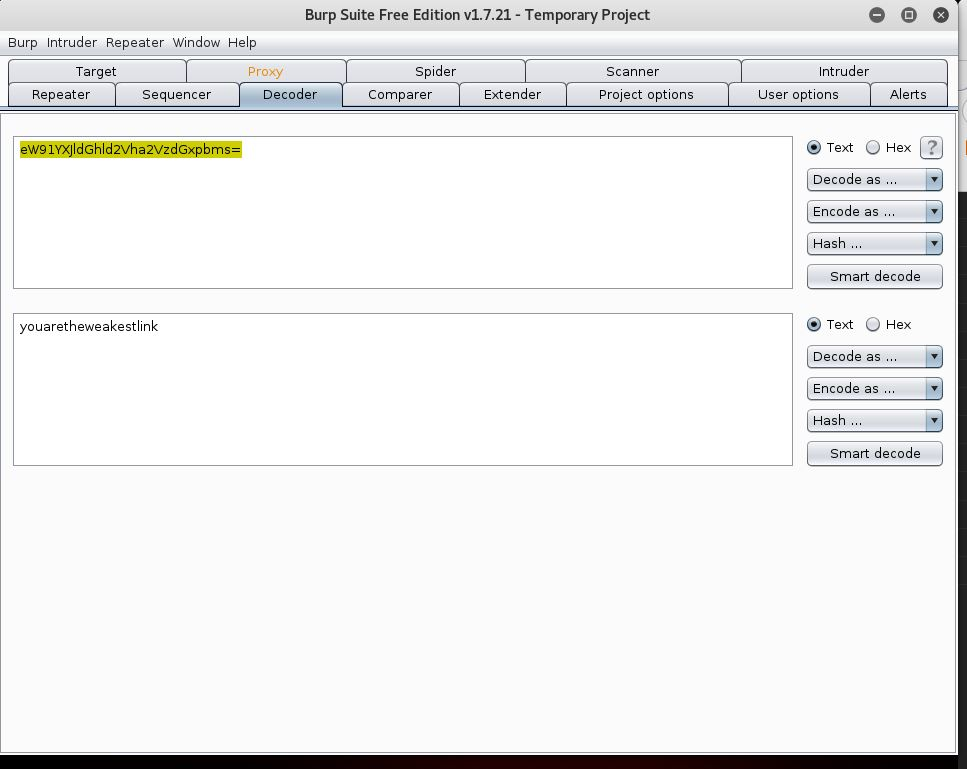 Burp Suite Free Edition v1.7.21 - Temporary Project
Burp Intruder Repeater Window Help
Target Proxy Spider Scanner Intruder
Repeater Sequencer Decoder Comparer Extender Project options User options Alerts
eW91YXJldGhld2Vha2VzdGxpbms=
Text Hex ?
Decode as ...
Encode as ...
Hash ...
Smart decode
youaretheweakestlink
Text Hex
Decode as ...
Encode as ...
Hash ...
Smart decode